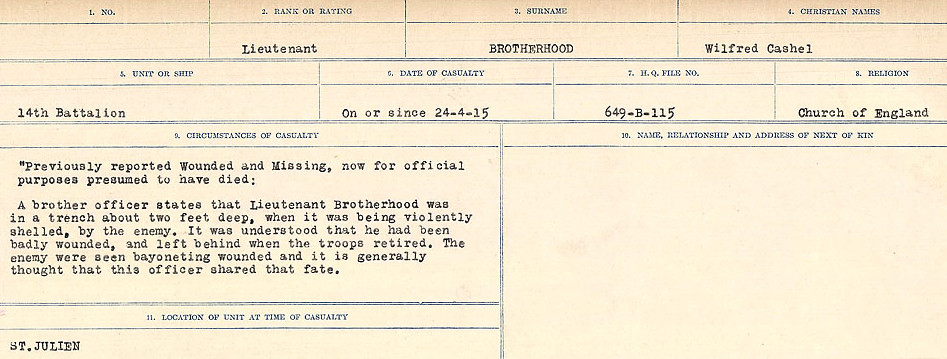 1. NO.
2. RANK OR RATING
3. SURNAME
4. CHRISTIAN NAMES
Lieutenant
BROTHERHOOD
Wilfred Cashel
5. UNIT OR SHIP
6. DATE OF CASUALTY
7. H. Q. FILE NO.
8. RELIGION
14th Battalion
On or since 24-4-15
649-B-115
Church of England
9. CIRCUMSTANCES OF CASUALTY
10. NAME, RELATIONSHIP AND ADDRESS OF NEXT OF KIN
"Previously reported Wounded and Missing, now for official
purposes presumed to have died:
A brother officer states that Lieutenant Brotherhood was
in a trench about two feet deep, when it was being violently
shelled, by the enemy. It was understood that he had been
badly wounded, and left behind when the troops retired. The
enemy were seen bayoneting wounded and it is generally
thought that this officer shared that fate.
11. LOCATION OF UNIT AT TIME OF CASUALTY
ST.JULIEN